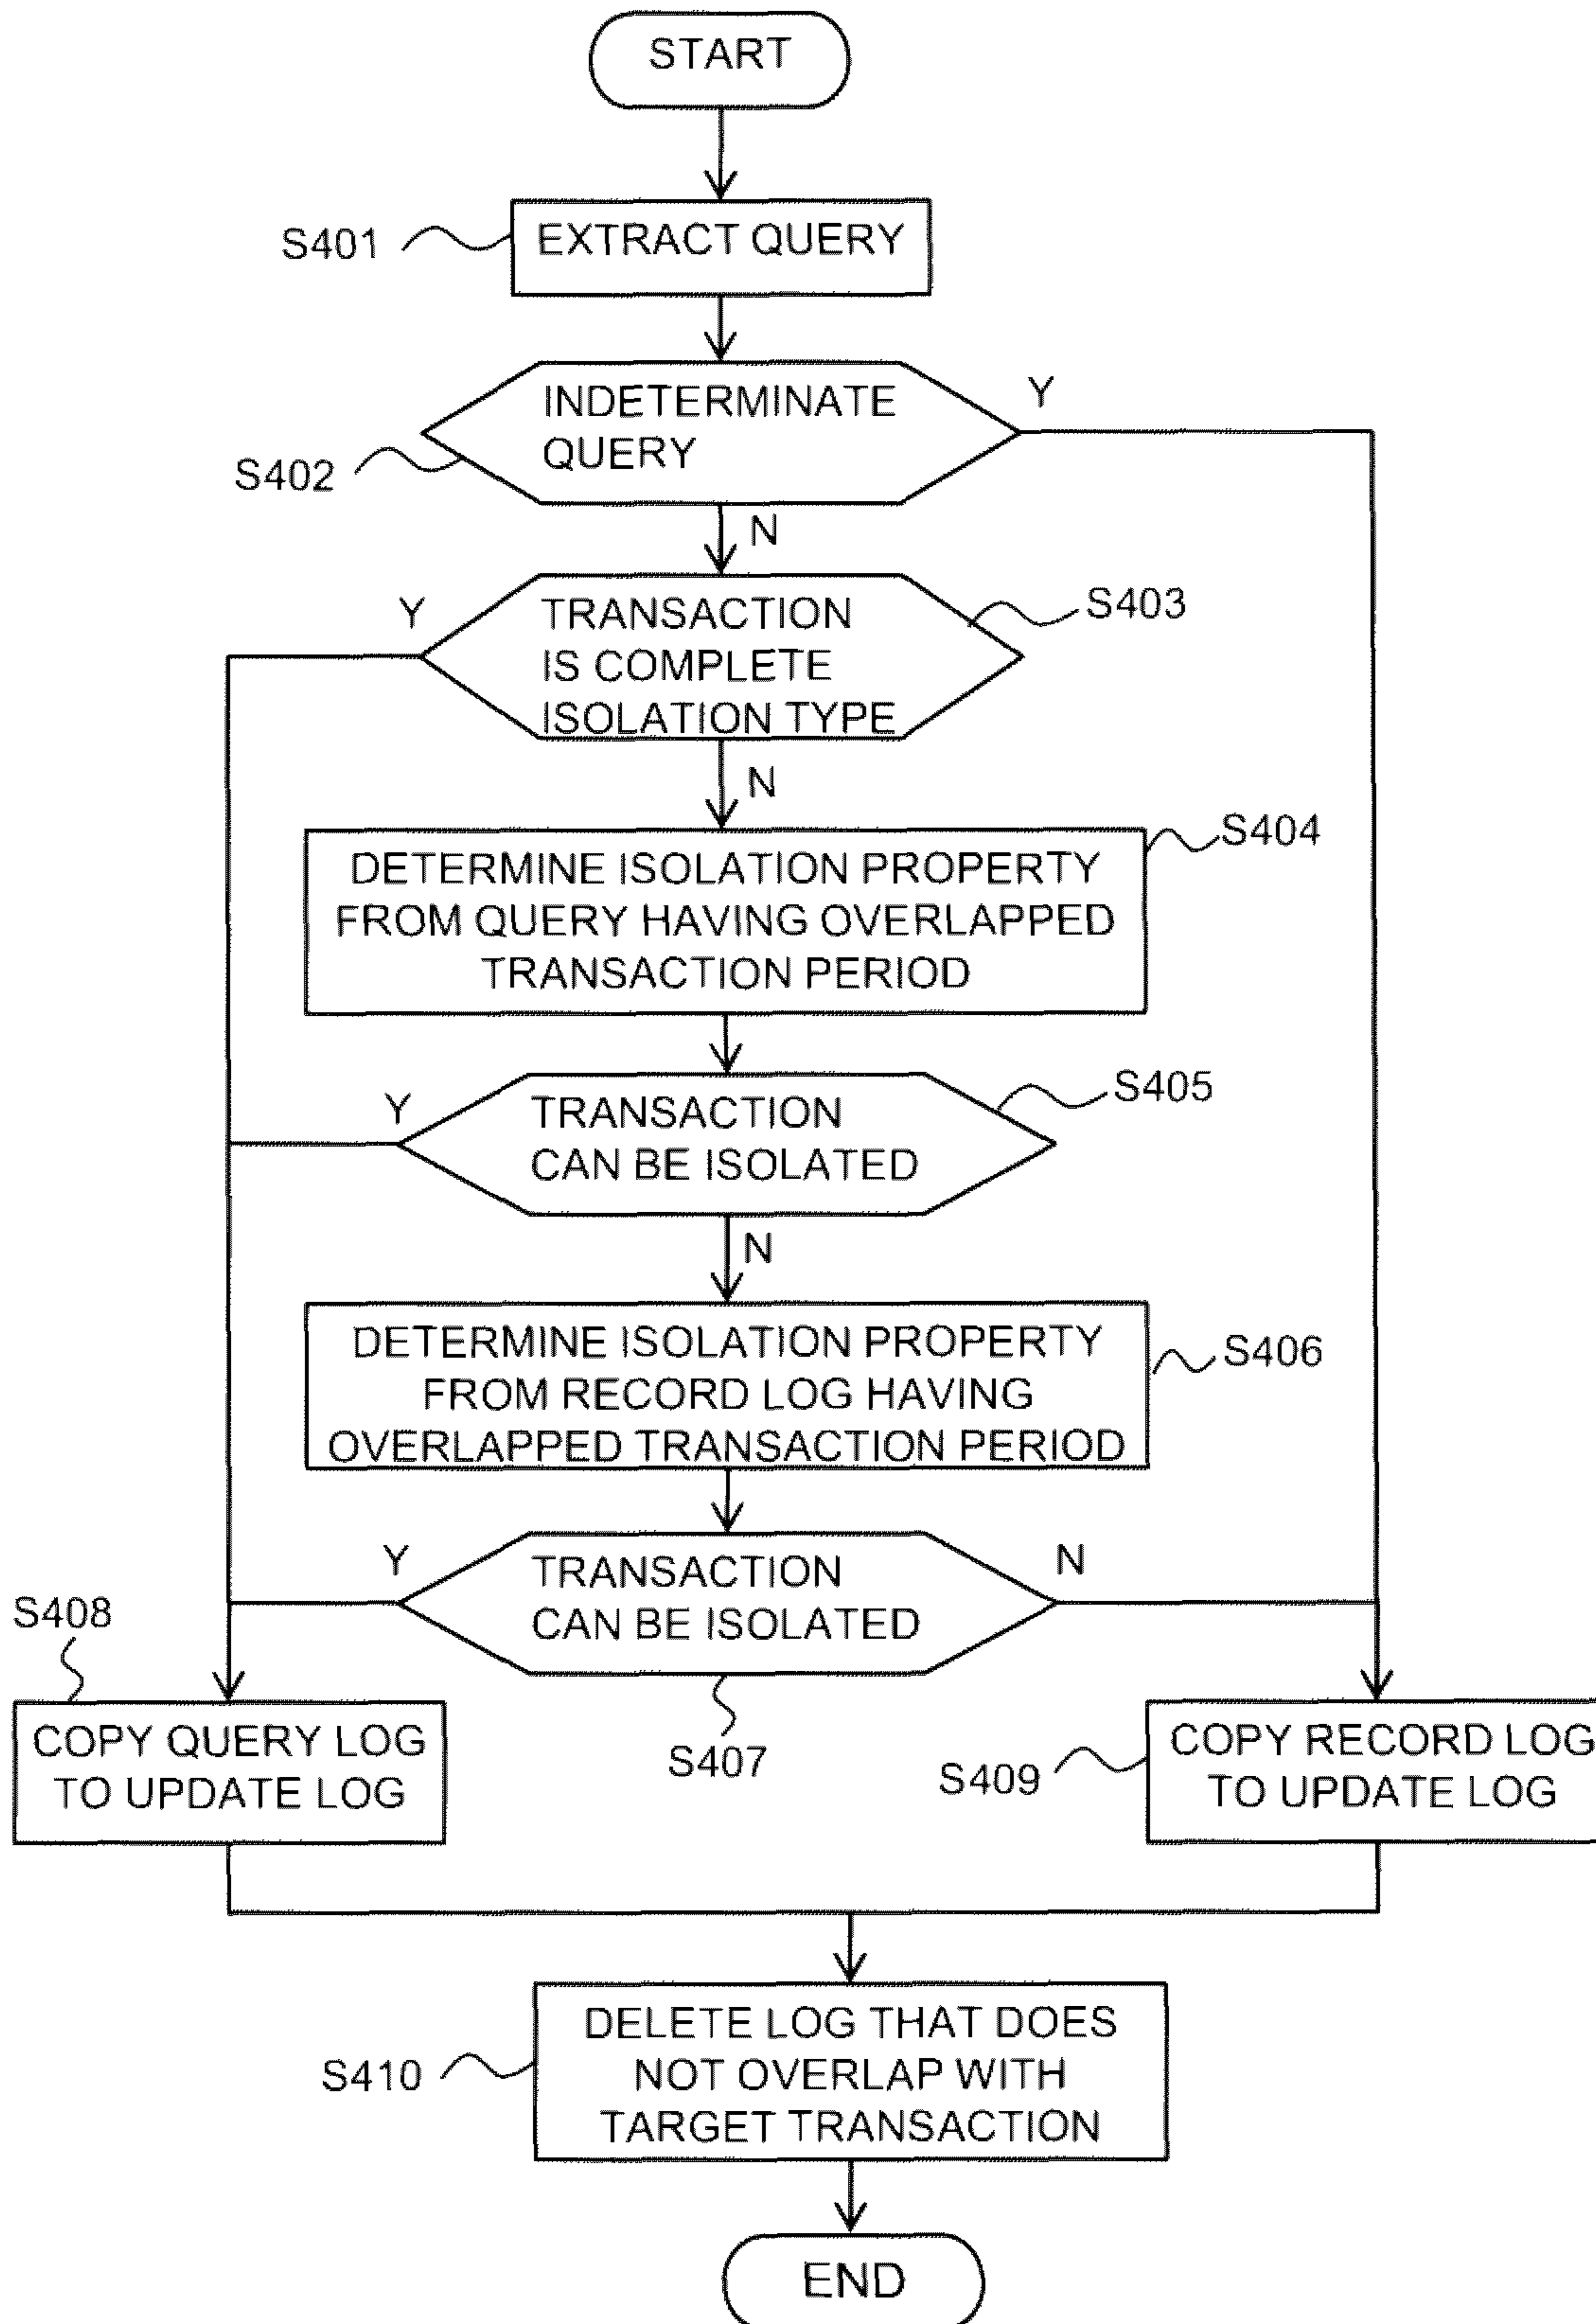 START
S401
EXTRACT QUERY
Y
INDETERMINATE
QUERY
S402
N
Y
TRANSACTION
IS COMPLETE
ISOLATION TYPE
S403
N
S404
DETERMINE ISOLATION PROPERTY
FROM QUERY HAVING OVERLAPPED
TRANSACTION PERIOD
Y
TRANSACTION
CAN BE ISOLATED
S405
N
DETERMINE ISOLATION PROPERTY
FROM RECORD LOG HAVING
OVERLAPPED TRANSACTION PERIOD
S406
Y
TRANSACTION
CAN BE ISOLATED
N
S408
S407
COPY QUERY LOG
TO UPDATE LOG
S409
COPY RECORD LOG
TO UPDATE LOG
DELETE LOG THAT DOES
NOT OVERLAP WITH
TARGET TRANSACTION
S410
END